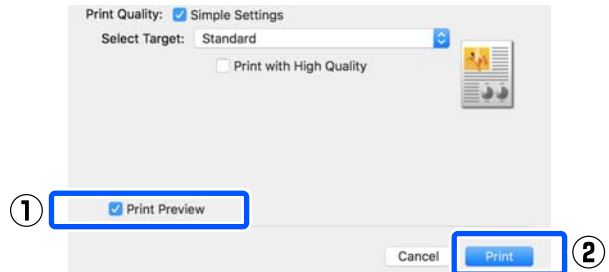 Print Quality: Simple Settings
Select Target: Standard
Print with High Quality
① Print Preview
Cancel Print ②